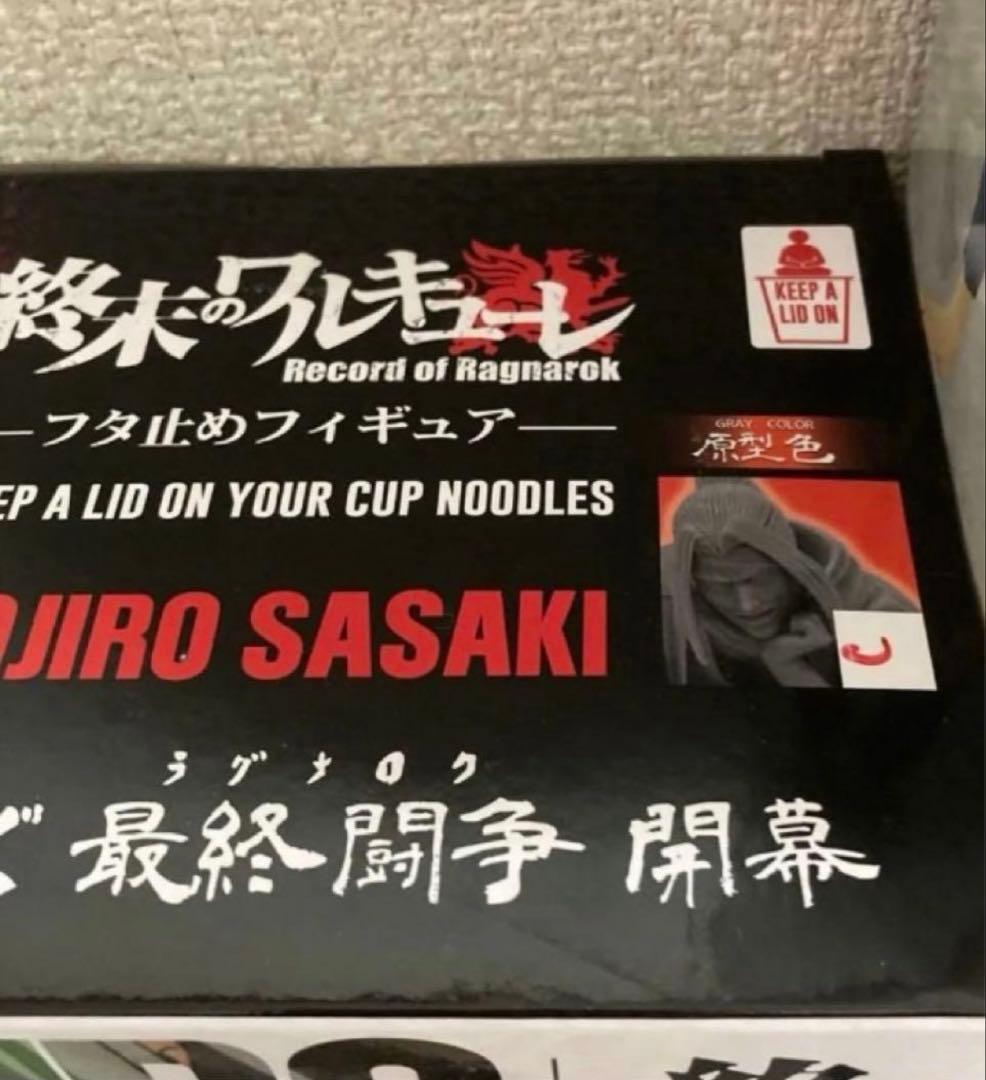 終末のワルキューレ
Record of Ragnarok
フタ止めフィギュア
EP A LID ON YOUR CUP NOODLES
OJIRO SASAKI
KEEP A
LID ON
GRAY COLOR
原型色
し
ラグナロク
最終闘争 開幕